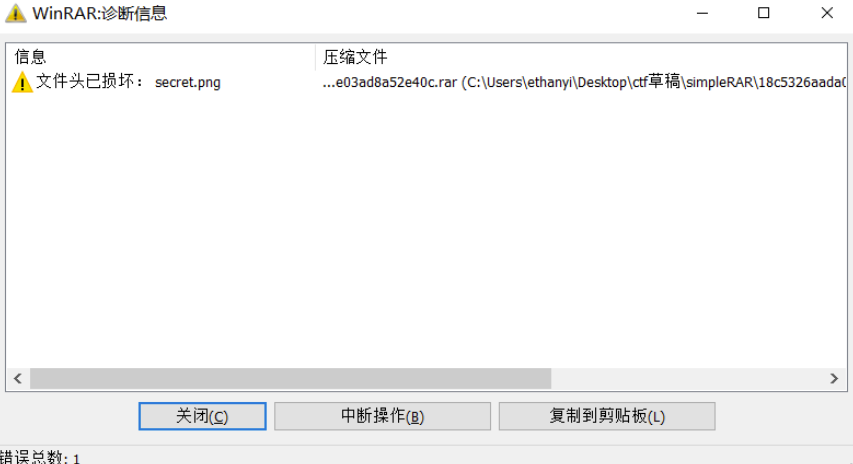 WinRAR:诊断信息
信息 压缩文件
文件头已损坏: secret.png ...e03ad8a52e40c.rar (C:\Users\ethanyi\Desktop\ctf草稿\simpleRAR\18c5326aada0
关闭(C) 中断操作(B) 复制到剪贴板(L)
错误总数: 1